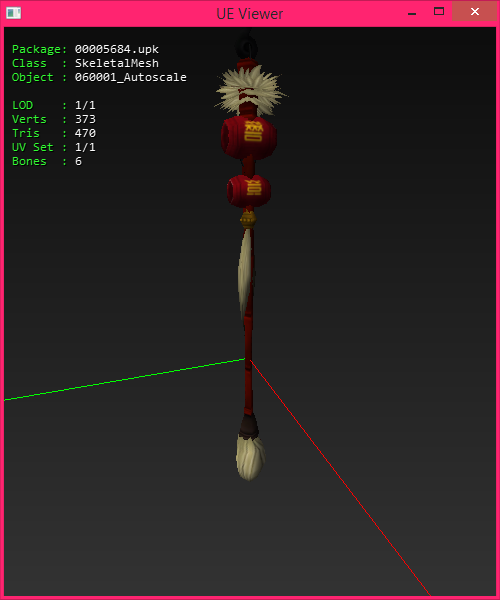 UE Viewer
Package: 00005684.upk
Class : SkeletalMesh
Object : 060001_Autoscale
LOD : 1/1
Verts : 373
Tris : 470
UV Set : 1/1
Bones : 6